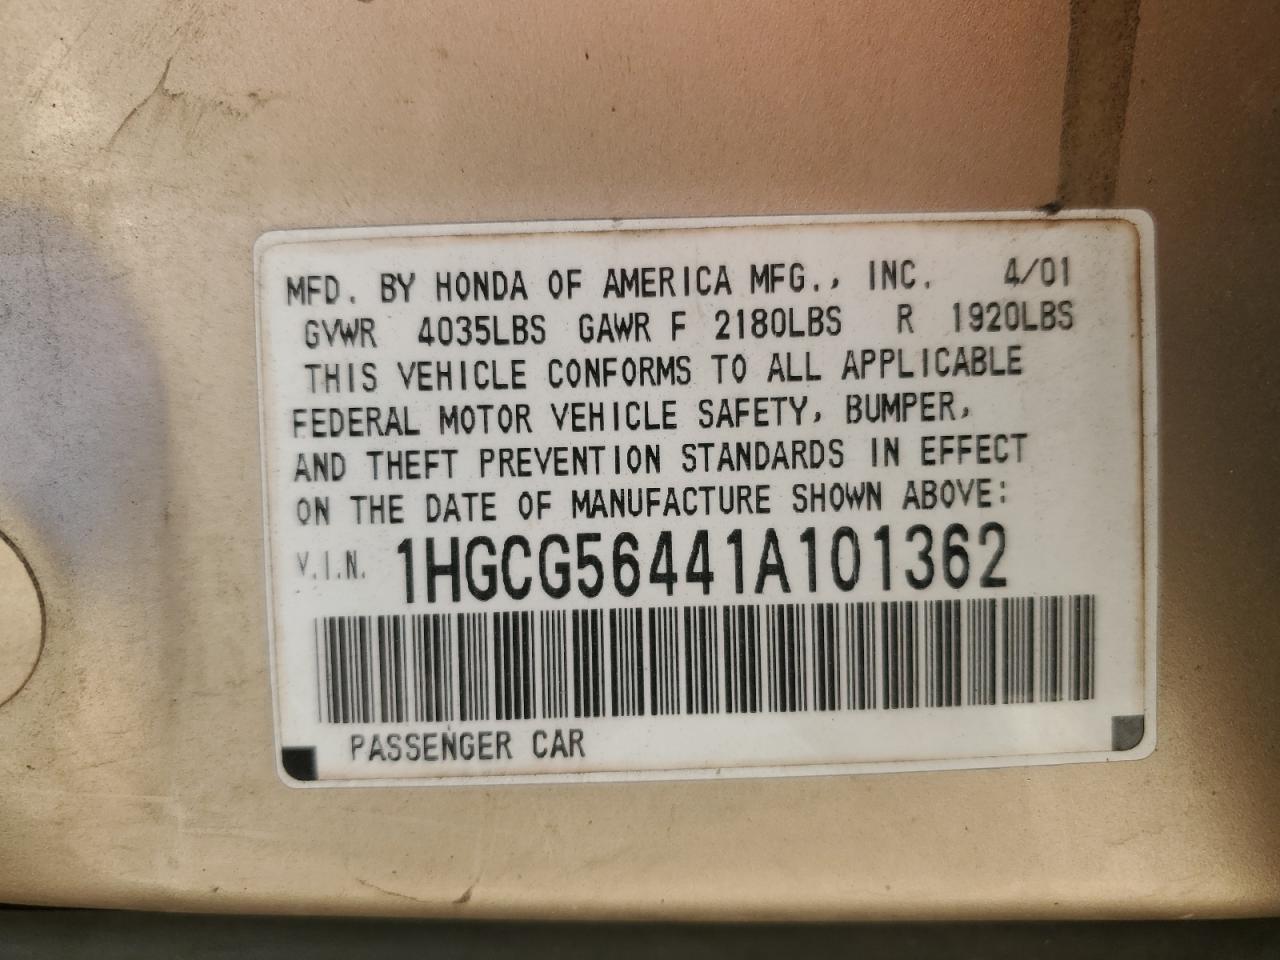 MFD. BY HONDA OF AMERICA MFG., INC. 4/01
GVWR 4035LBS GAWR F 2180LBS R 1920LBS
THIS VEHICLE CONFORMS TO ALL APPLICABLE
FEDERAL MOTOR VEHICLE SAFETY, BUMPER,
AND THEFT PREVENTION STANDARDS IN EFFECT
ON THE DATE OF MANUFACTURE SHOWN ABOVE:
V.I.N. 1HGCG56441A101362
PASSENGER CAR